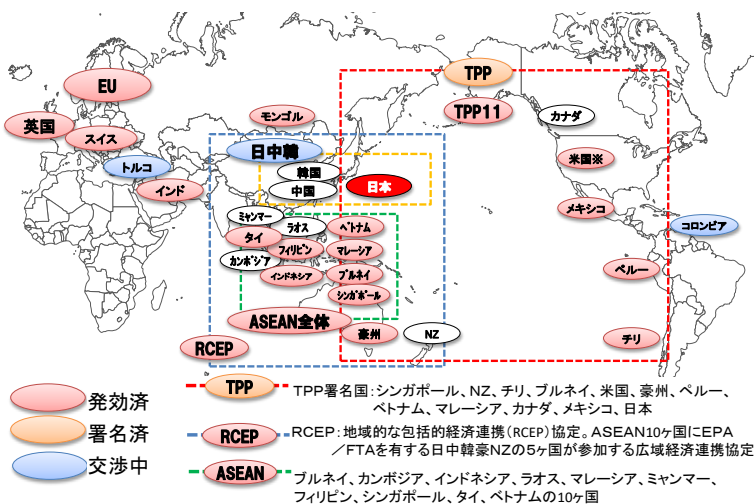 EU
英国
スイス
トルコ
インド
モンゴル
日中韓
韓国
中国
日本
TPP
TPP11
カナダ
米国※
メキシコ
コロンビア
ペルー
チリ
ミャンマー
ラオス
ベトナム
タイ
フィリピン
マレーシア
カンボジア
インドネシア
ブルネイ
シンガポール
ASEAN全体
豪州
NZ
RCEP
発効済
署名済
交渉中
TPP
TPP署名国：シンガポール、NZ、チリ、ブルネイ、米国、豪州、ペルー、
ベトナム、マレーシア、カナダ、メキシコ、日本
RCEP
RCEP：地域的な包括的経済連携（RCEP）協定。ASEAN10ヶ国にEPA
／FTAを有する日中韓豪NZの5ヶ国が参加する広域経済連携協定
ASEAN
ブルネイ、カンボジア、インドネシア、ラオス、マレーシア、ミャンマー、
フィリピン、シンガポール、タイ、ベトナムの10ヶ国